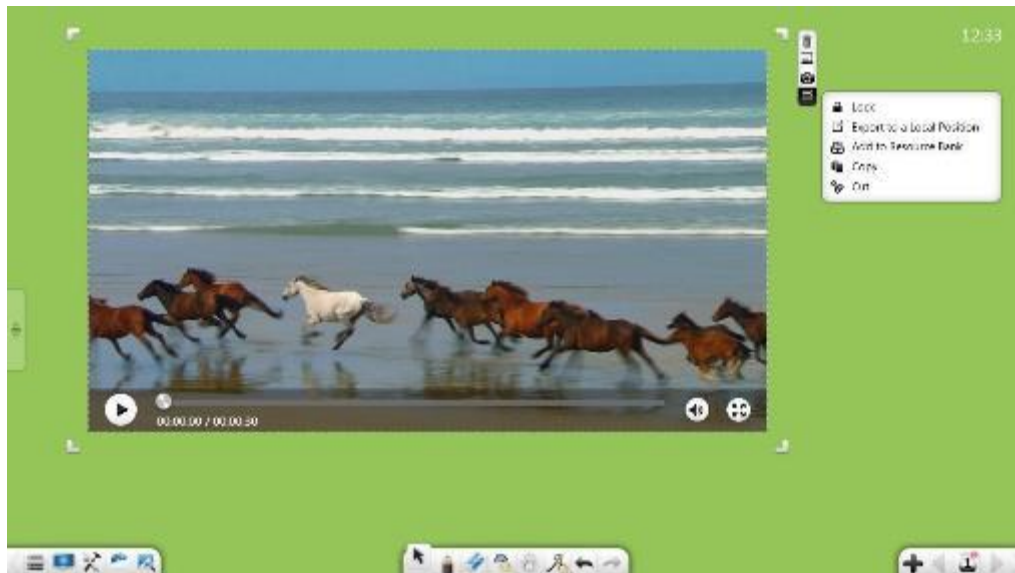 12:33
Lock
Export to a Local Position
Add to Resource Bank
Copy
Cut
00:00:00 / 00:00:30
1